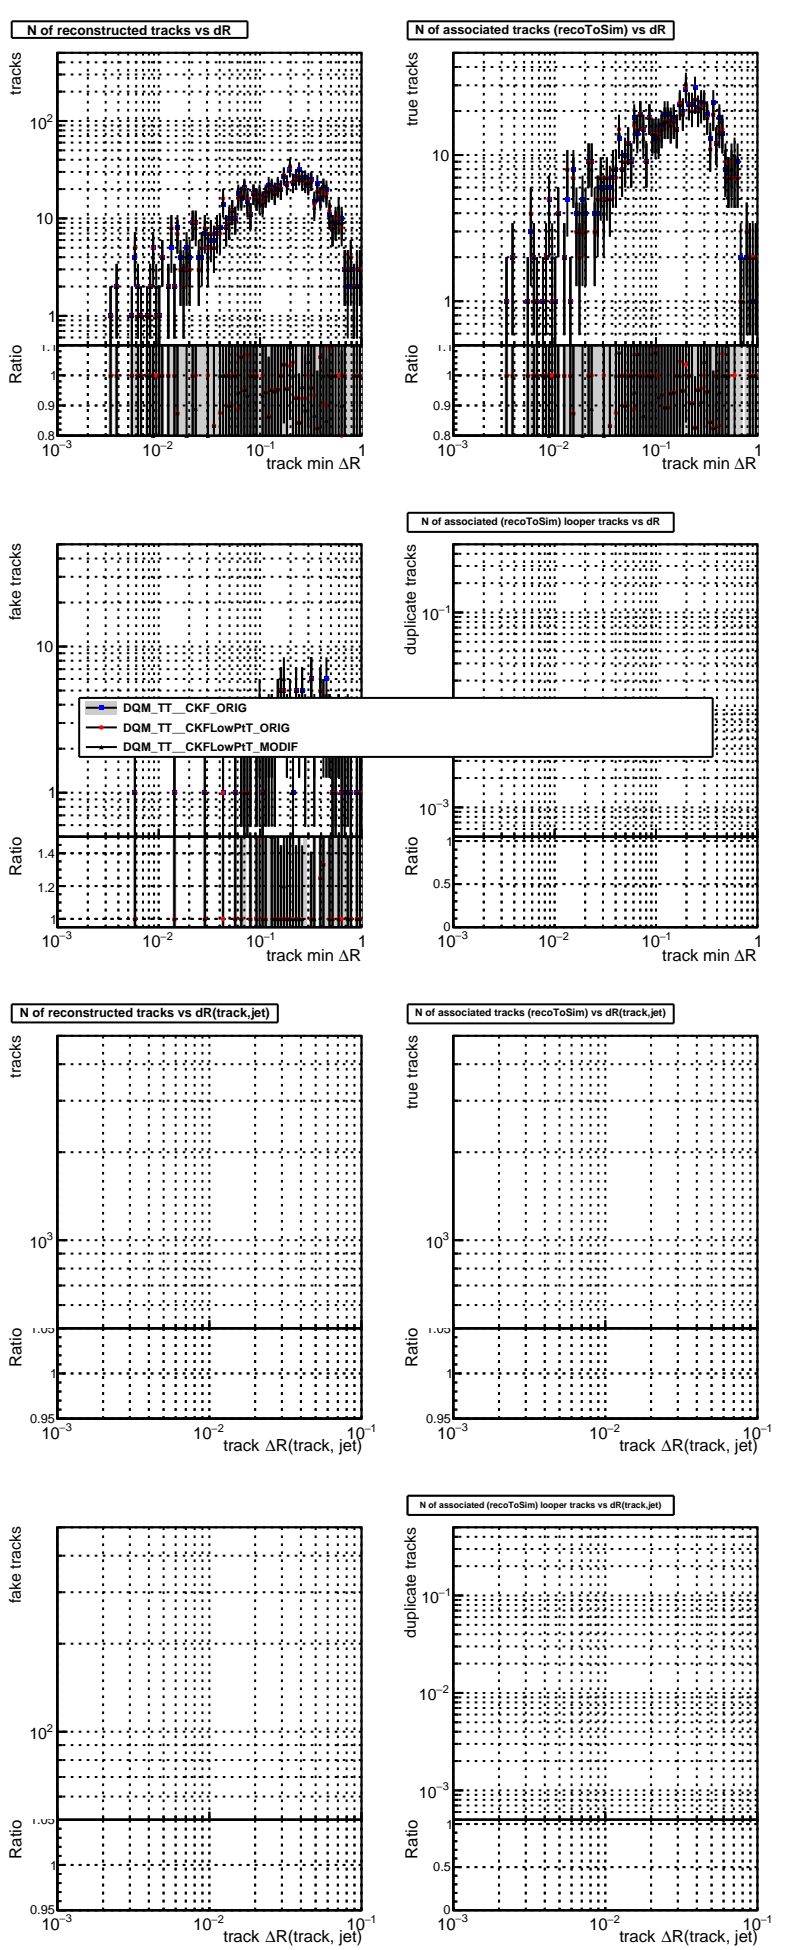 N of reconstructed tracks vs dR
tracks
10²
10
1
Ratio
1.1
1
0.9
0.8
10⁻³ 10⁻² 10⁻¹ 1
track min ΔR
N of associated tracks (recoToSim) vs dR
true tracks
10
1
Ratio
1.1
1
0.9
0.8
10⁻³ 10⁻² 10⁻¹ 1
track min ΔR
fake tracks
10
1
Ratio
1.4
1.2
1
10⁻³ 10⁻² 10⁻¹ 1
track min ΔR
N of associated (recoToSim) looper tracks vs dR
duplicate tracks
10⁻¹
10⁻³
Ratio
1
0.5
0
10⁻³ 10⁻² 10⁻¹ 1
track min ΔR
DQM_TT__CKF_ORIG
DQM_TT__CKFLowPtT_ORIG
DQM_TT__CKFLowPtT_MODIF
N of reconstructed tracks vs dR(track,jet)
tracks
10³
Ratio
1.05
1
0.95
10⁻³ 10⁻² 10⁻¹
track ΔR(track, jet)
N of associated tracks (recoToSim) vs dR(track,jet)
true tracks
10³
Ratio
1.05
1
0.95
10⁻³ 10⁻² 10⁻¹
track ΔR(track, jet)
fake tracks
10²
Ratio
1.05
1
0.95
10⁻³ 10⁻² 10⁻¹
track ΔR(track, jet)
N of associated (recoToSim) looper tracks vs dR(track,jet)
duplicate tracks
10⁻¹
10⁻²
10⁻³
Ratio
1
0.5
0
10⁻³ 10⁻² 10⁻¹
track ΔR(track, jet)